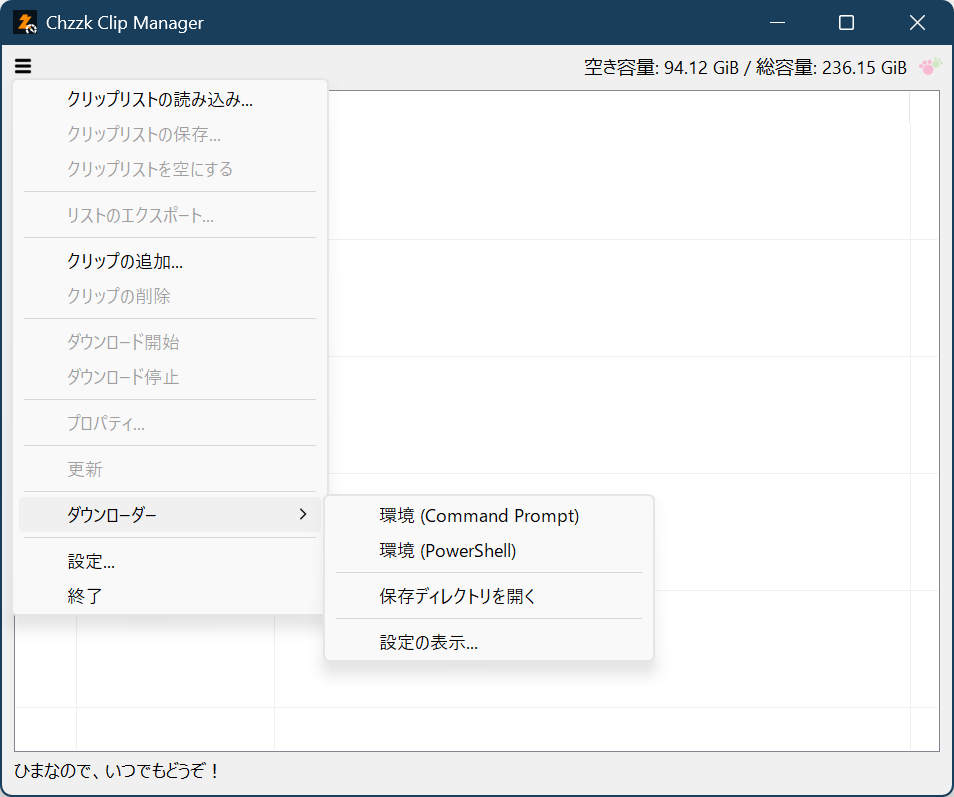 Chzzk Clip Manager
空き容量: 94.12 GiB / 総容量: 236.15 GiB
クリップリストの読み込み...
クリップリストの保存...
クリップリストを空にする
リストのエクスポート...
クリップの追加...
クリップの削除
ダウンロード開始
ダウンロード停止
プロパティ...
更新
ダウンローダー
環境 (Command Prompt)
環境 (PowerShell)
保存ディレクトリを開く
設定の表示...
設定...
終了
ひまなので、いつでもどうぞ！